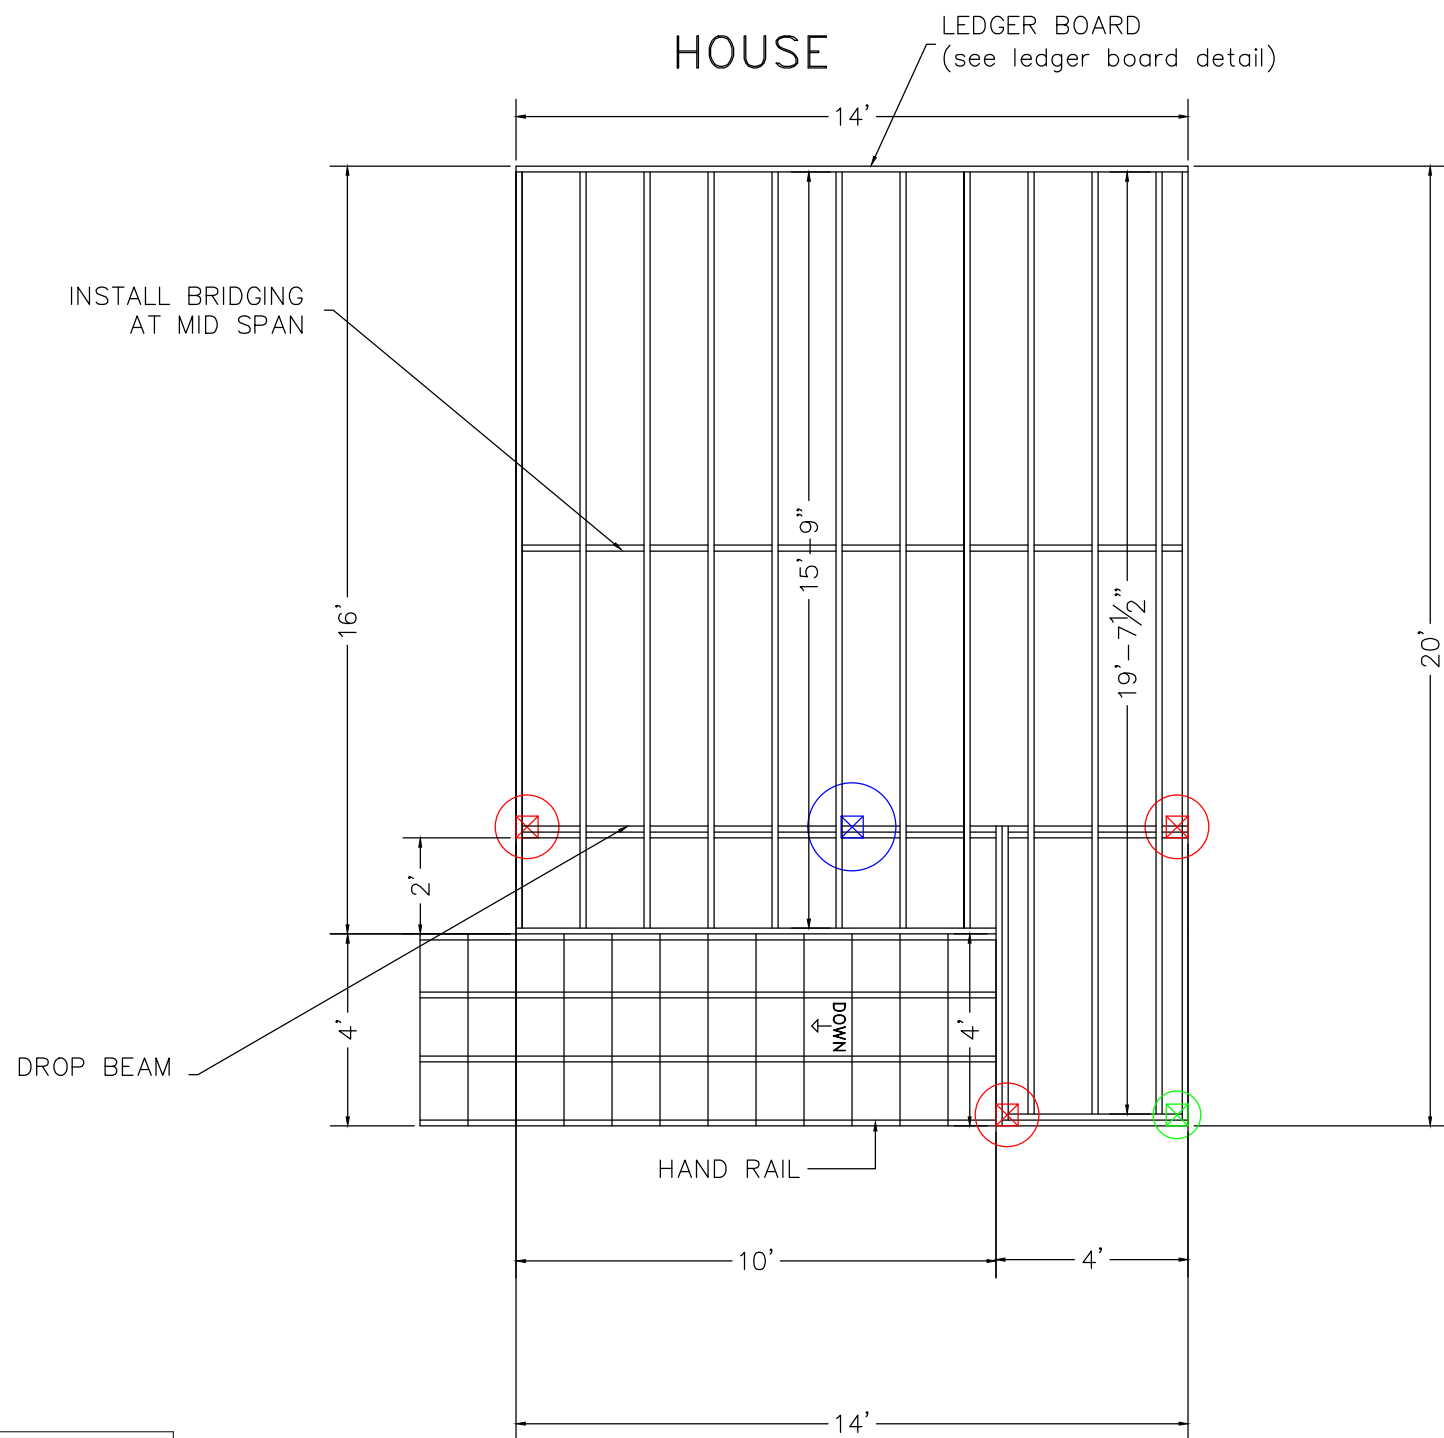 HOUSE
LEDGER BOARD
(see ledger board detail)
14'
INSTALL BRIDGING
AT MID SPAN
15'-9"
19'-7½"
16'
20'
2'
4'
DOWN
4'
DROP BEAM
HAND RAIL
10'
4'
14'